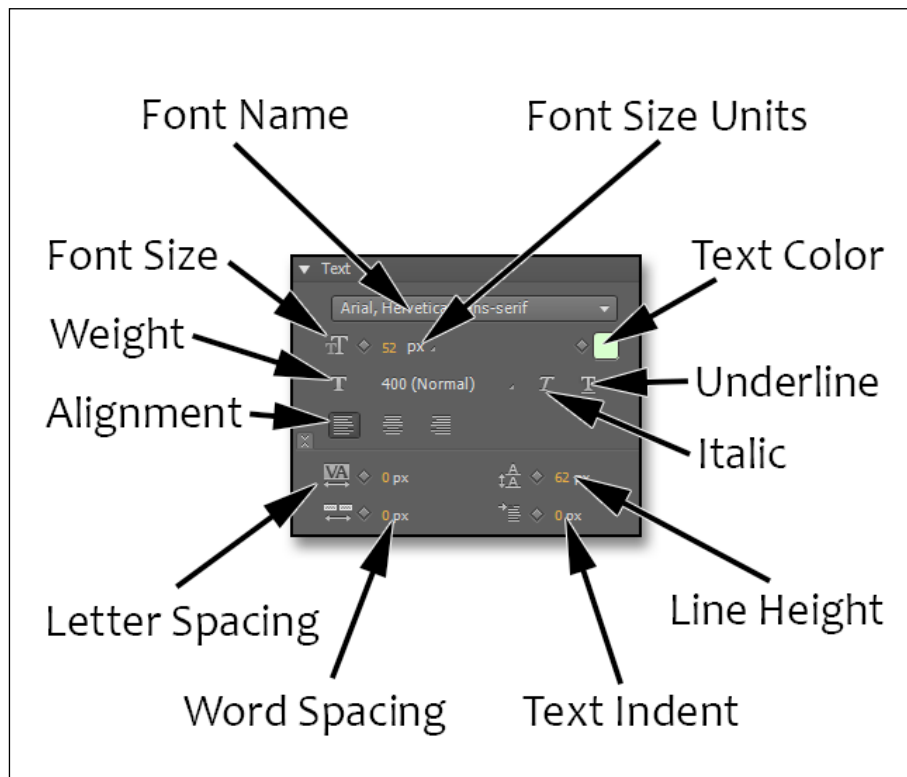 Font Name
Font Size Units
Font Size
Text Color
Text
Arial, Helvetica, sans-serif
Weight
52 px
400 (Normal)
Underline
Alignment
Italic
VA
0 px
A
A
62 px
0 px
0 px
Letter Spacing
Line Height
Word Spacing
Text Indent